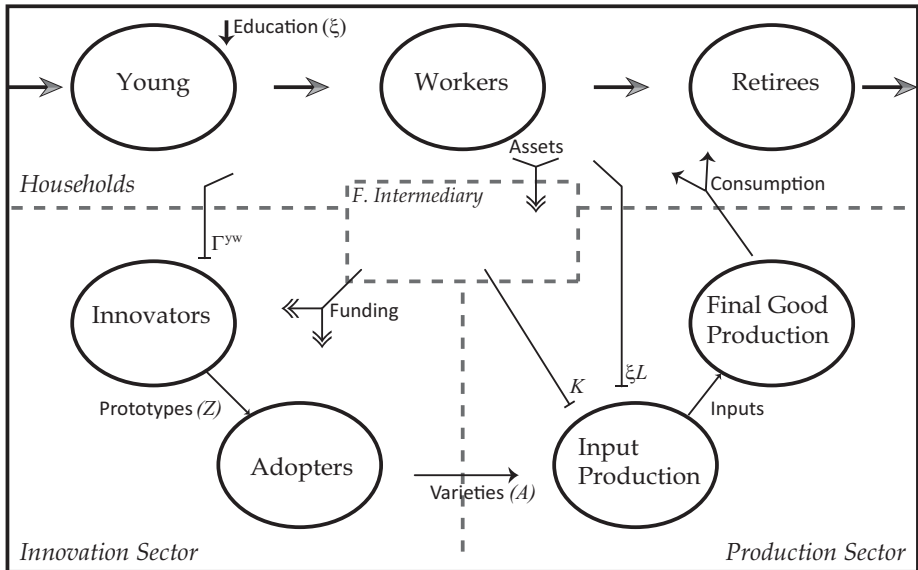 Education (ξ)
Young
Workers
Retirees
Assets
Households
F. Intermediary
Consumption
Γʸʷ
Innovators
Funding
Final Good
Production
K
ξL
Prototypes (Z)
Inputs
Adopters
Input
Production
Varieties (A)
Innovation Sector
Production Sector